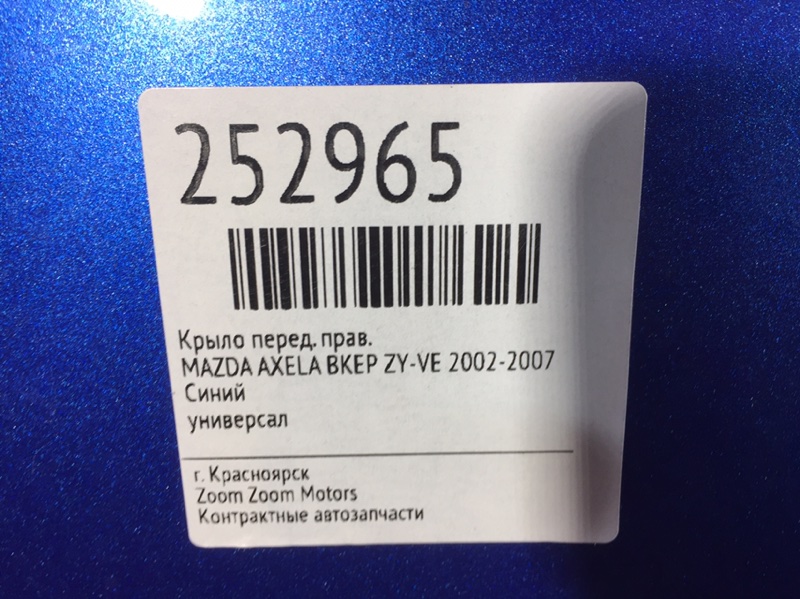 252965
Крыло перед. прав.
MAZDA AXELA BKEP ZY-VE 2002-2007
Синий
универсал
г. Красноярск
Zoom Zoom Motors
Контрактные автозапчасти